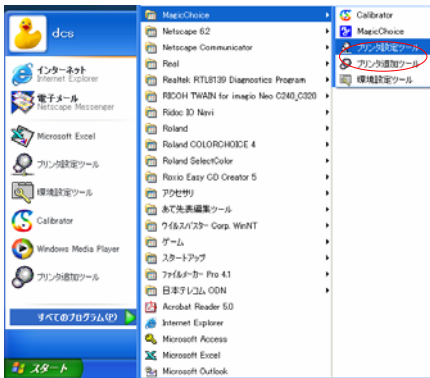 dcs
インターネット
Internet Explorer
電子メール
Netscape Messenger
Microsoft Excel
プリンタ設定ツール
環境設定ツール
Calibrator
Windows Media Player
プリンタ追加ツール
すべてのプログラム(P)
スタート
MagicChoice
Netscape 6.2
Netscape Communicator
Real
Realtek RTL8139 Diagnostics Program
RICOH TWAIN for imagio Neo C240_C320
Ridoc IO Navi
Roland
Roland COLORCHOICE 4
Roland SelectColor
Roxio Easy CD Creator 5
アクセサリ
あて先表編集ツール
ウイルスバスター Corp. WinNT
ゲーム
スタートアップ
ファイルメーカー Pro 4.1
日本テレコム ODN
Acrobat Reader 5.0
Internet Explorer
Microsoft Access
Microsoft Excel
Microsoft Outlook
Calibrator
MagicChoice
プリンタ設定ツール
プリンタ追加ツール
環境設定ツール